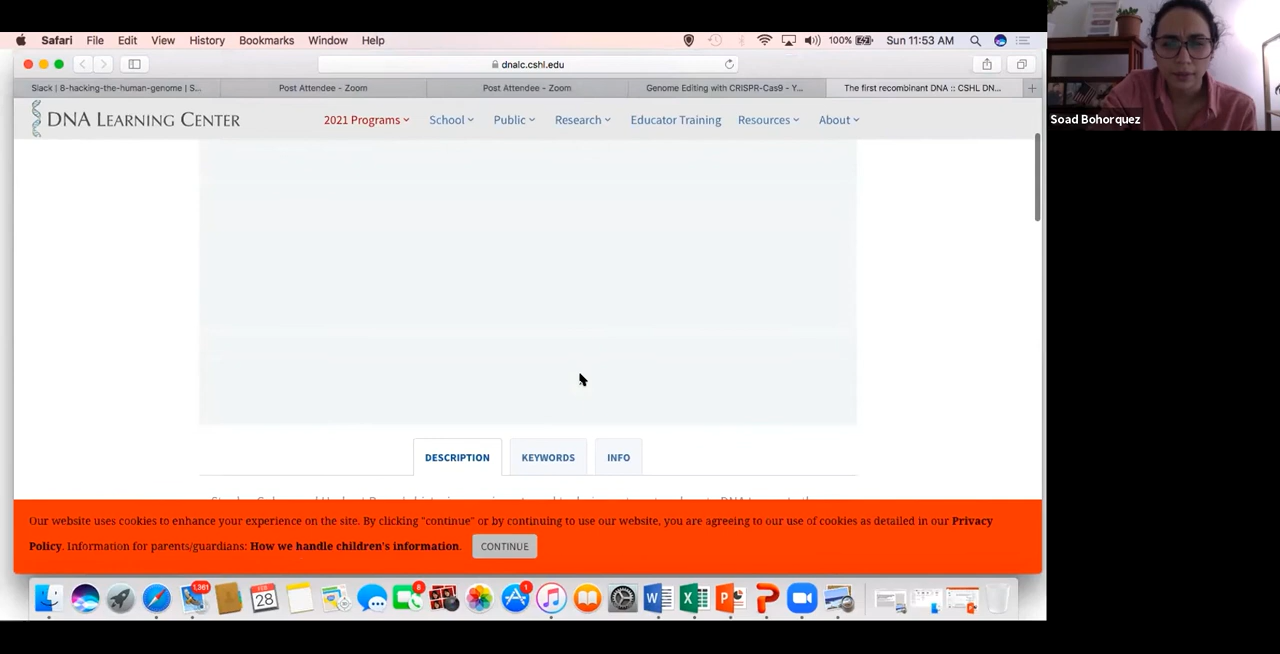 Safari File Edit View History Bookmarks Window Help 100% Sun 11:53 AM
dnalc.cshl.edu
Slack | 8-hacking-the-human-genome | S... Post Attendee - Zoom Post Attendee - Zoom Genome Editing with CRISPR-Cas9 - Y... The first recombinant DNA :: CSHL DN...
DNA LEARNING CENTER 2021 Programs School Public Research Educator Training Resources About
DESCRIPTION KEYWORDS INFO
Our website uses cookies to enhance your experience on the site. By clicking "continue" or by continuing to use our website, you are agreeing to our use of cookies as detailed in our Privacy
Policy. Information for parents/guardians: How we handle children's information. CONTINUE
1,361 FEB 28 8 1
Soad Bohorquez